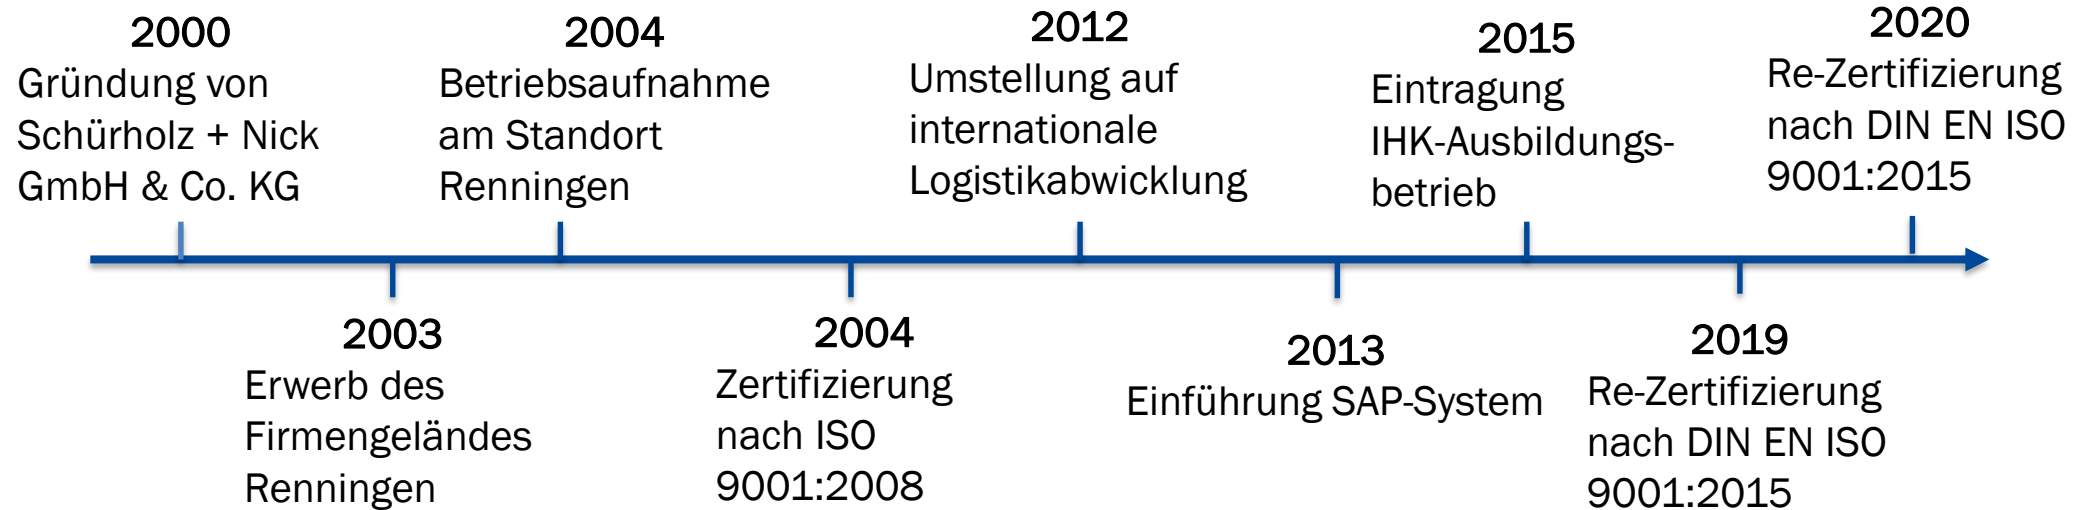 2000
Gründung von
Schürholz + Nick
GmbH & Co. KG
2003
Erwerb des
Firmengeländes
Renningen
2004
Betriebsaufnahme
am Standort
Renningen
2004
Zertifizierung
nach ISO
9001:2008
2012
Umstellung auf
internationale
Logistikabwicklung
2013
Einführung SAP-System
2015
Eintragung
IHK-Ausbildungs-
betrieb
2019
Re-Zertifizierung
nach DIN EN ISO
9001:2015
2020
Re-Zertifizierung
nach DIN EN ISO
9001:2015